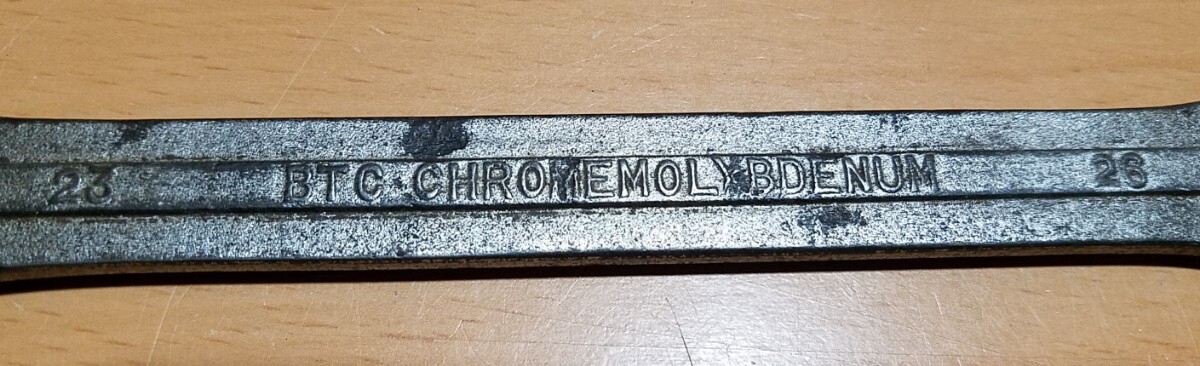 23 BTC CHROMEMOLYBDENUM 26